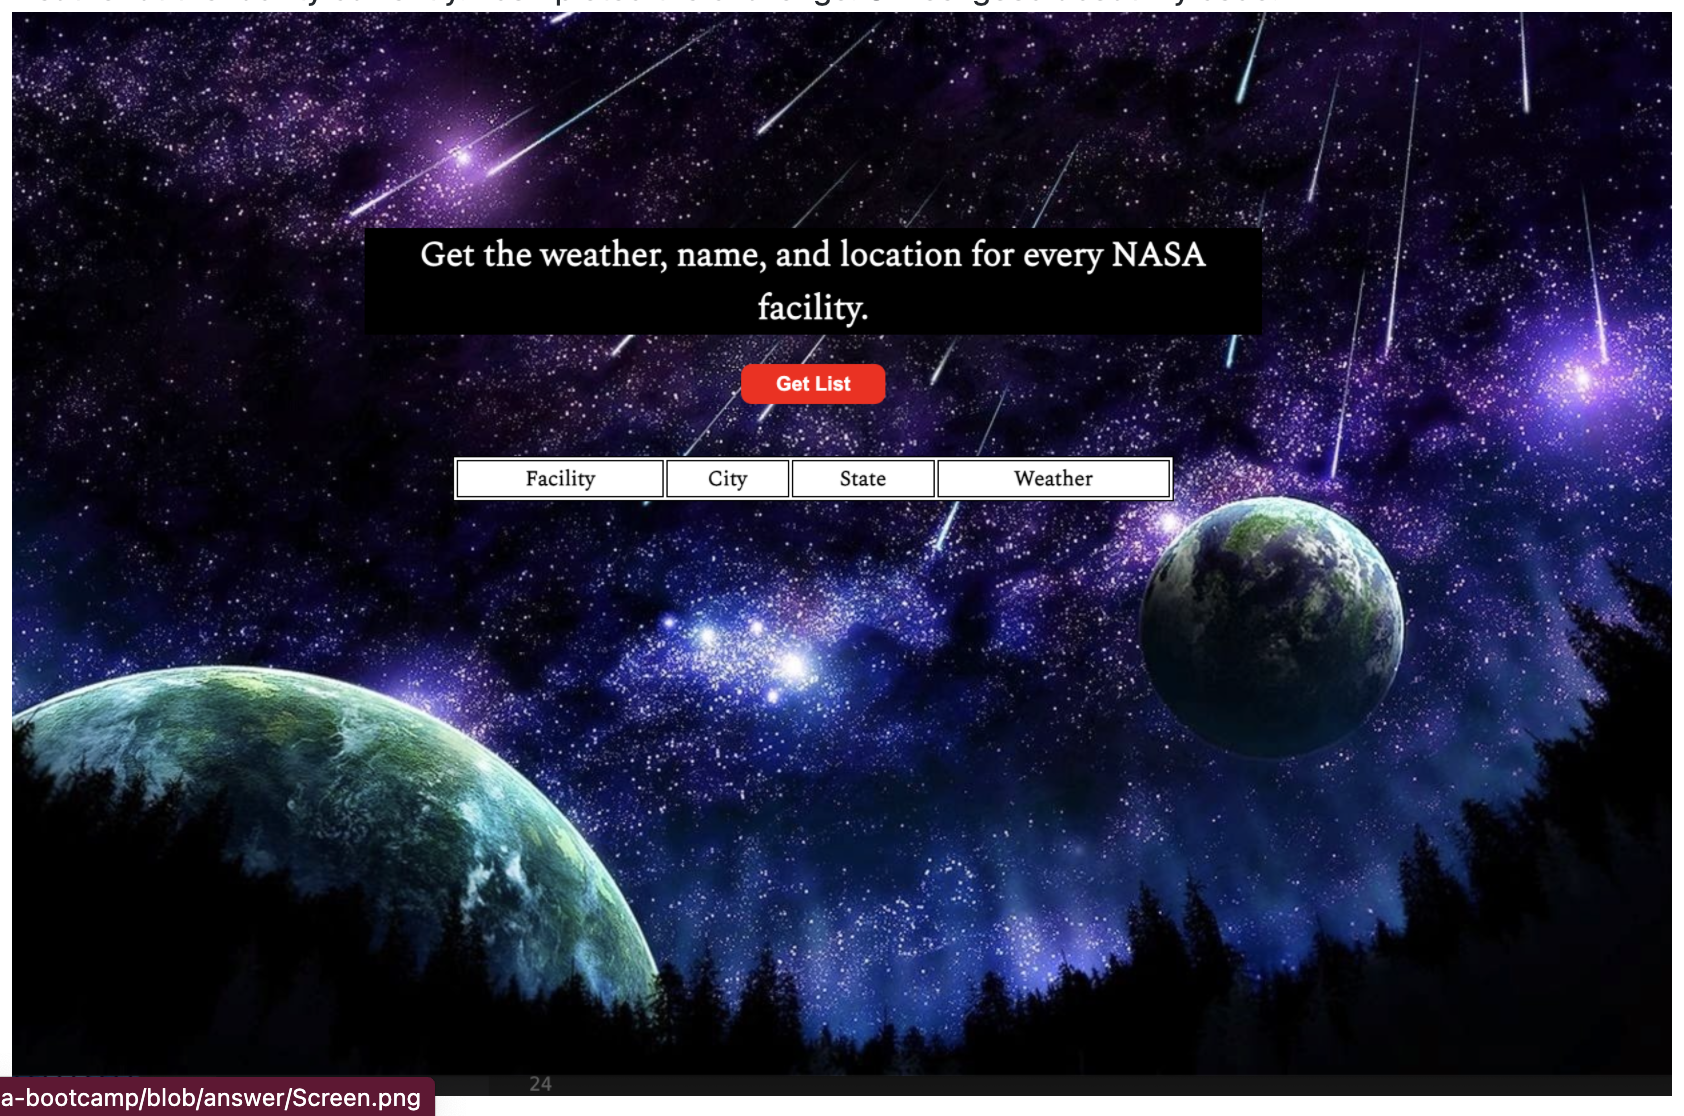 Get the weather, name, and location for every NASA
facility.
Get List
Facility City State Weather
24
a-bootcamp/blob/answer/Screen.png